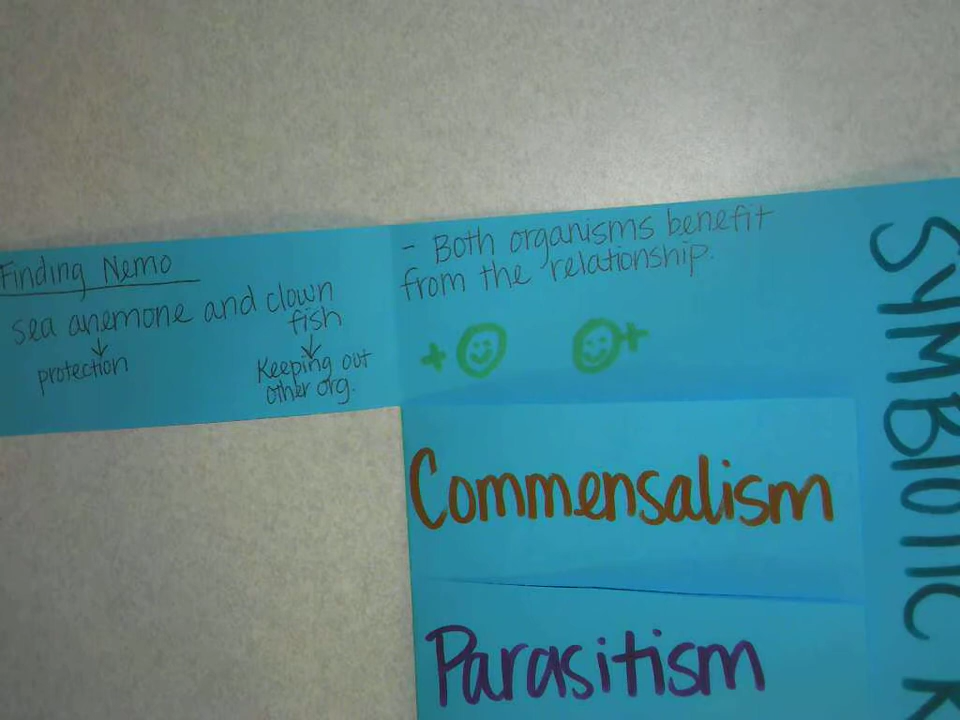 Finding Nemo
sea anemone and clown
fish
protection
Keeping out
other org.
- Both organisms benefit
from the relationship.
+ +
Commensalism
Parasitism
SYMBIOTIC